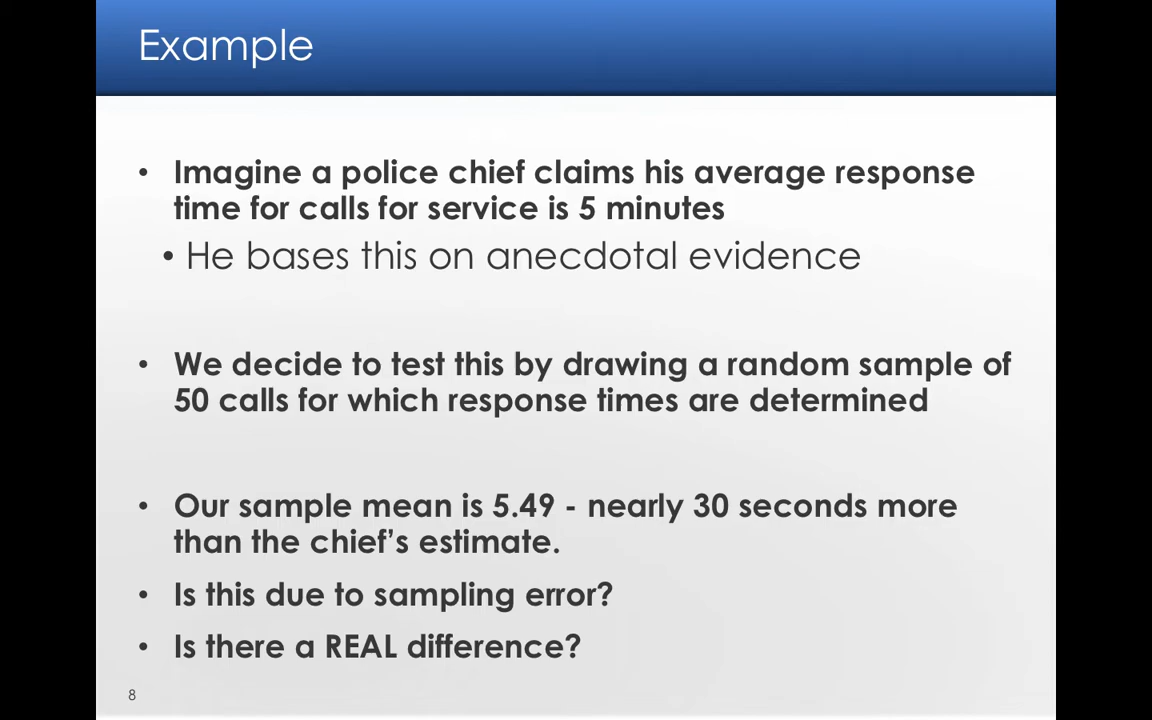 Example
• Imagine a police chief claims his average response
time for calls for service is 5 minutes
• He bases this on anecdotal evidence
• We decide to test this by drawing a random sample of
50 calls for which response times are determined
• Our sample mean is 5.49 - nearly 30 seconds more
than the chief’s estimate.
• Is this due to sampling error?
• Is there a REAL difference?
8